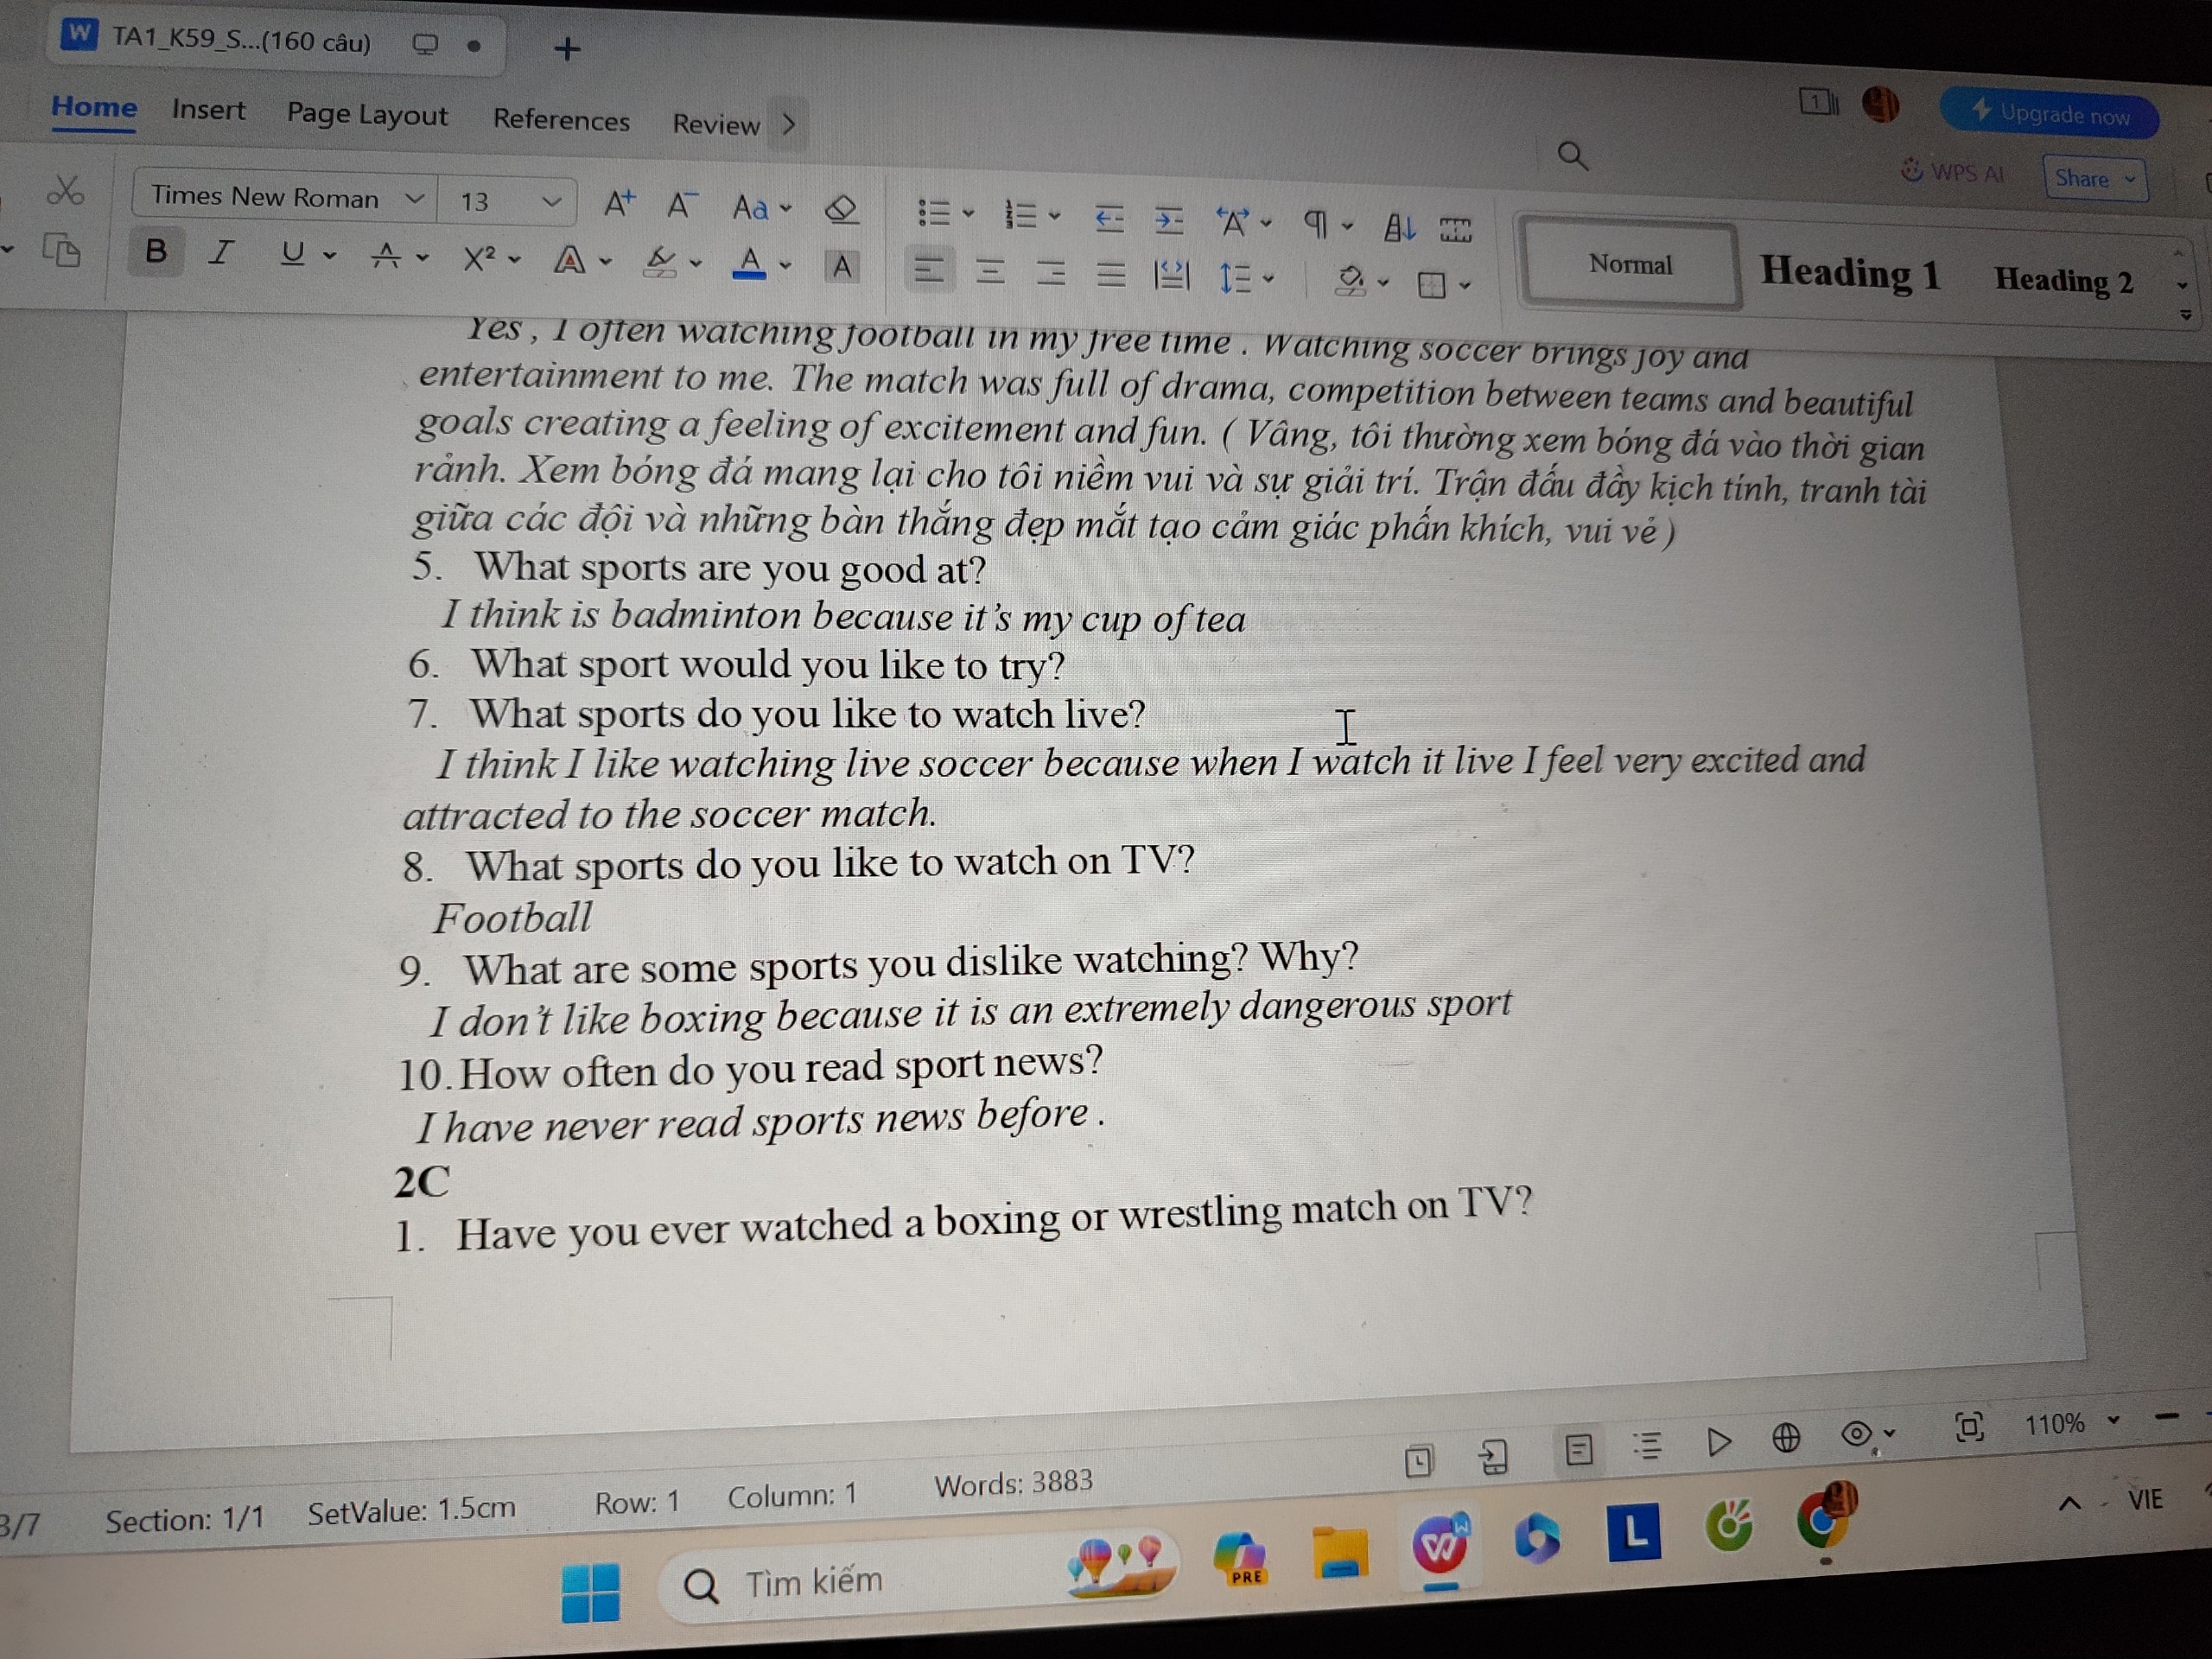 TA1_K59_S...(160 câu)
Home Insert Page Layout References Review
1 Upgrade now
WPS AI Share
Times New Roman 13 A+ A- Aa
B I U A X² A A A
Normal Heading 1 Heading 2
Yes , I often watching football in my free time . Watching soccer brings joy and
entertainment to me. The match was full of drama, competition between teams and beautiful
goals creating a feeling of excitement and fun. ( Vâng, tôi thường xem bóng đá vào thời gian
rảnh. Xem bóng đá mang lại cho tôi niềm vui và sự giải trí. Trận đấu đầy kịch tính, tranh tài
giữa các đội và những bàn thắng đẹp mắt tạo cảm giác phấn khích, vui vẻ )
5. What sports are you good at?
I think is badminton because it's my cup of tea
6. What sport would you like to try?
7. What sports do you like to watch live?
I think I like watching live soccer because when I watch it live I feel very excited and
attracted to the soccer match.
8. What sports do you like to watch on TV?
Football
9. What are some sports you dislike watching? Why?
I don't like boxing because it is an extremely dangerous sport
10. How often do you read sport news?
I have never read sports news before .
2C
1. Have you ever watched a boxing or wrestling match on TV?
110%
3/7 Section: 1/1 SetValue: 1.5cm Row: 1 Column: 1 Words: 3883
Tìm kiếm PRE L VIE